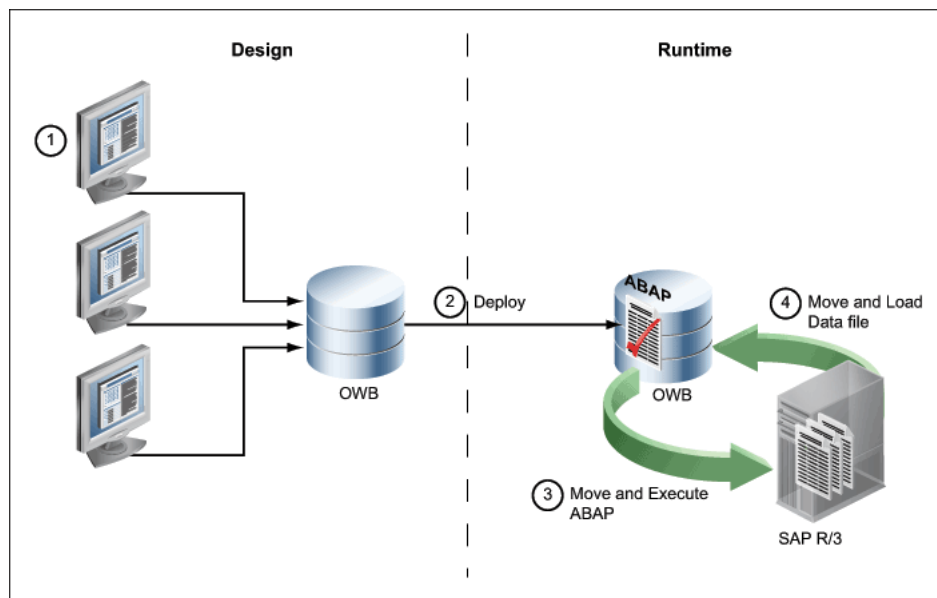 Design
Runtime
1
2 Deploy
ABAP
4 Move and Load
Data file
OWB
OWB
3 Move and Execute
ABAP
SAP R/3